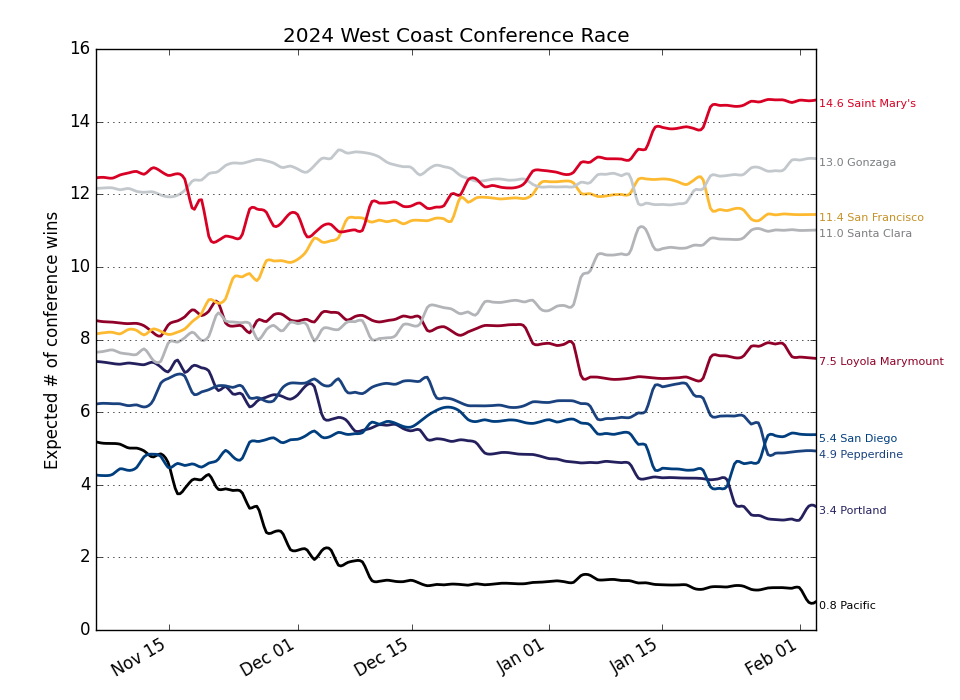 2024 West Coast Conference Race
Expected # of conference wins
16
14
12
10
8
6
4
2
0
14.6 Saint Mary's
13.0 Gonzaga
11.4 San Francisco
11.0 Santa Clara
7.5 Loyola Marymount
5.4 San Diego
4.9 Pepperdine
3.4 Portland
0.8 Pacific
Nov 15
Dec 01
Dec 15
Jan 01
Jan 15
Feb 01